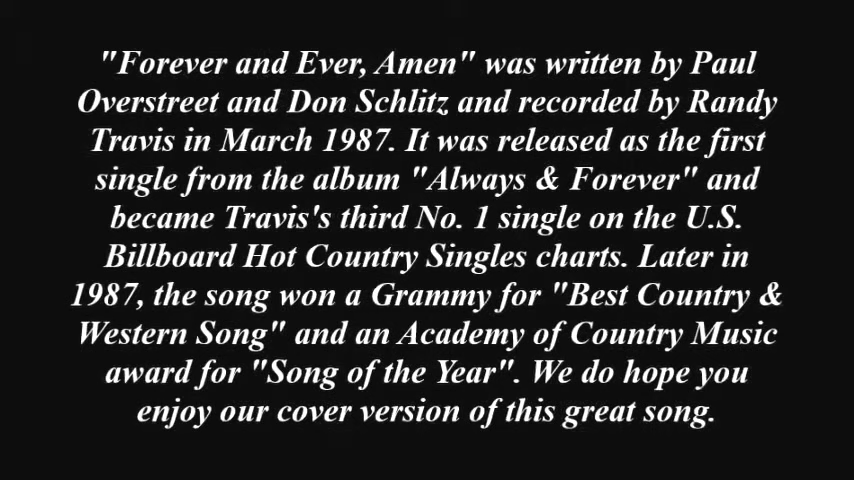 "Forever and Ever, Amen" was written by Paul
Overstreet and Don Schlitz and recorded by Randy
Travis in March 1987. It was released as the first
single from the album "Always & Forever" and
became Travis's third No. 1 single on the U.S.
Billboard Hot Country Singles charts. Later in
1987, the song won a Grammy for "Best Country &
Western Song" and an Academy of Country Music
award for "Song of the Year". We do hope you
enjoy our cover version of this great song.